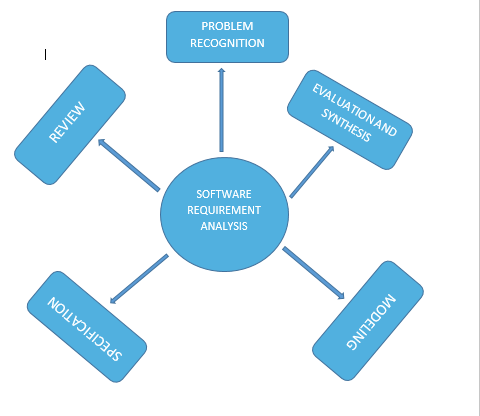 PROBLEM
RECOGNITION
EVALUATION AND
SYNTHESIS
REVIEW
SOFTWARE
REQUIREMENT
ANALYSIS
SPECIFICATION
MODELING